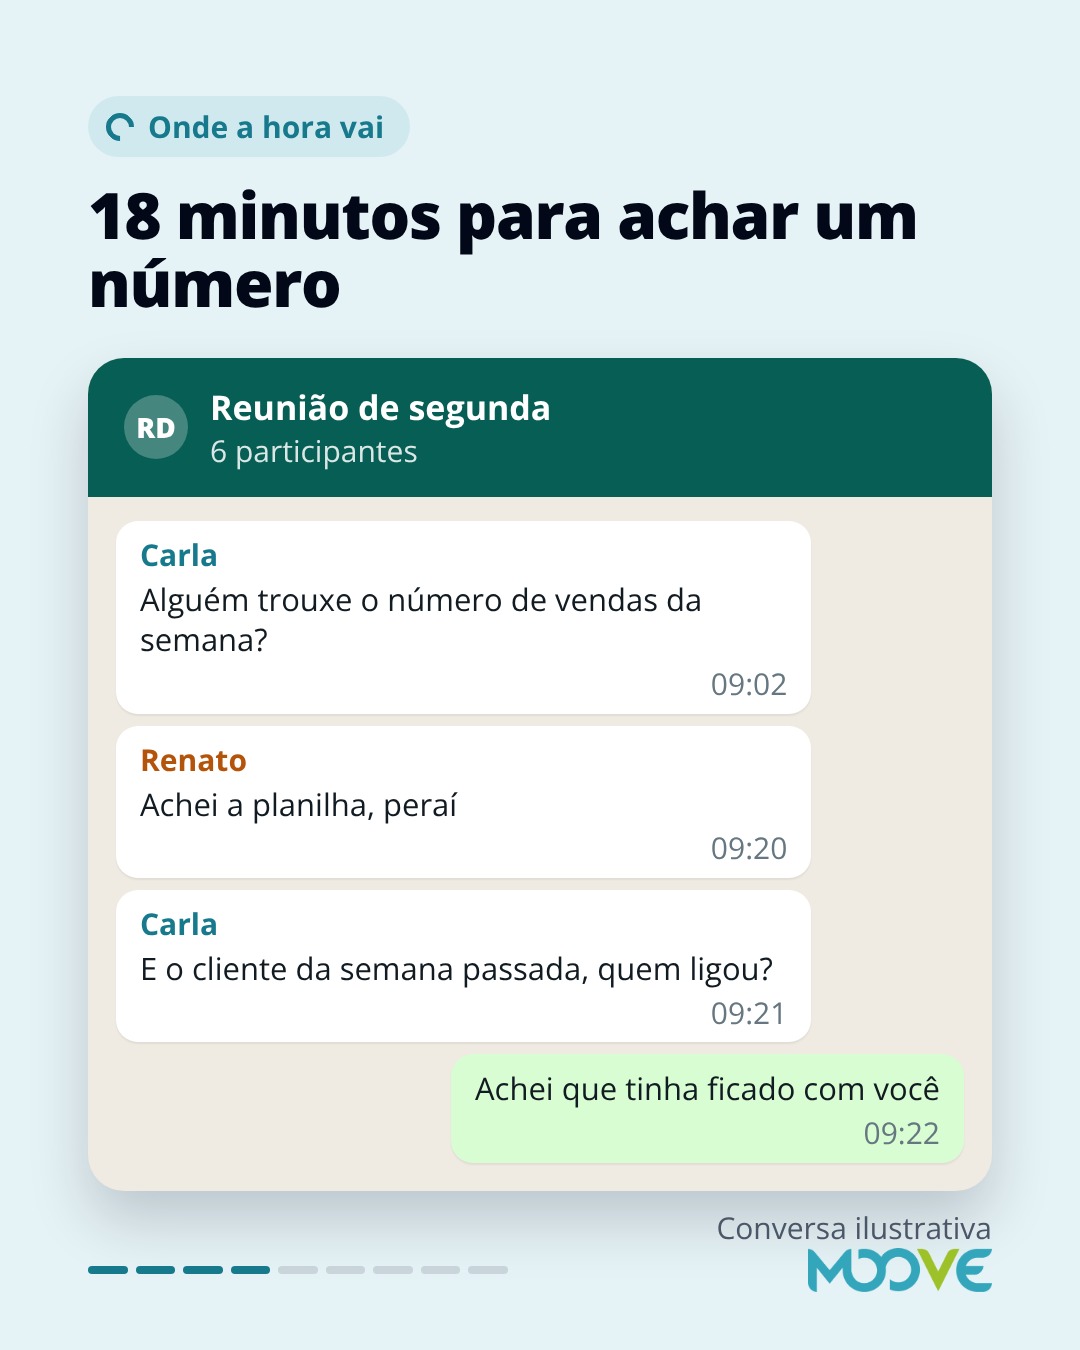 Onde a hora vai
18 minutos para achar um
número
RD
Reunião de segunda
6 participantes
Carla
Alguém trouxe o número de vendas da
semana?
09:02
Renato
Achei a planilha, peraí
09:20
Carla
E o cliente da semana passada, quem ligou?
09:21
Achei que tinha ficado com você
09:22
Conversa ilustrativa
MOOVE